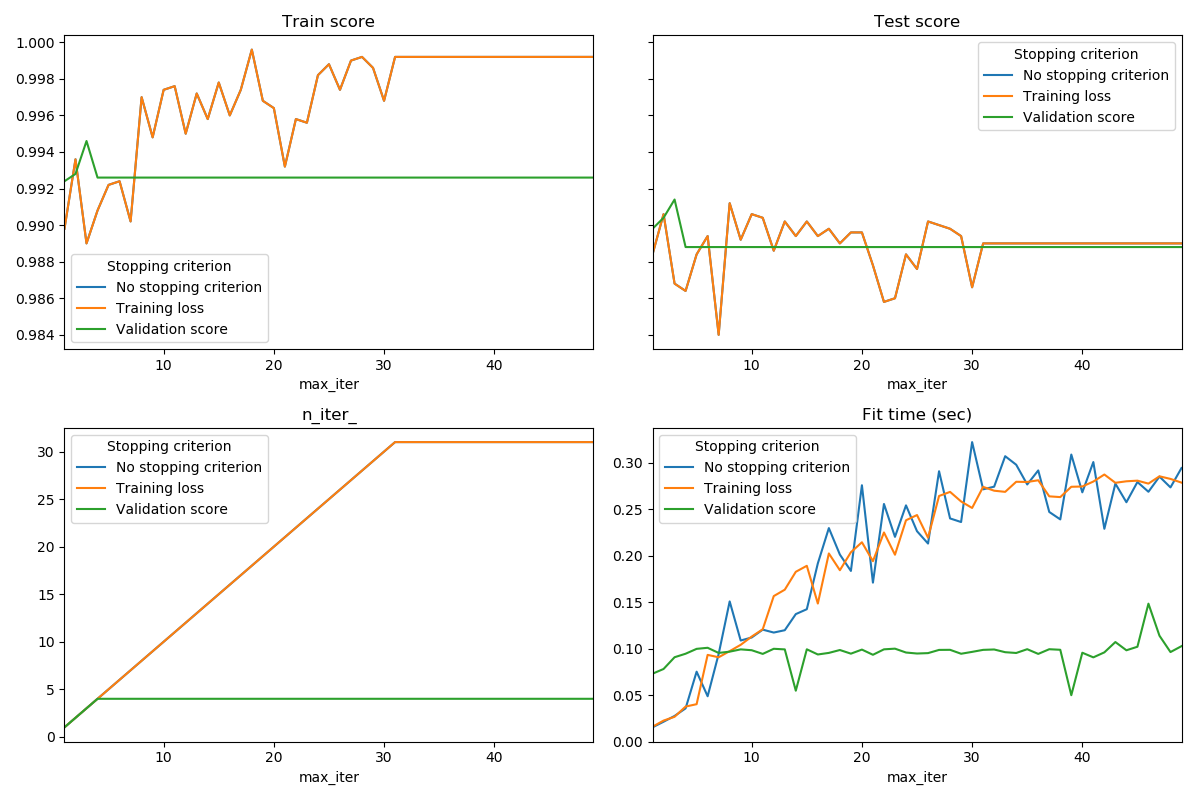 Train score
1.000
0.998
0.996
0.994
0.992
0.990
0.988
0.986
0.984
Stopping criterion
No stopping criterion
Training loss
Validation score
10
20
30
40
max_iter
Test score
Stopping criterion
No stopping criterion
Training loss
Validation score
10
20
30
40
max_iter
n_iter_
30
25
20
15
10
5
0
Stopping criterion
No stopping criterion
Training loss
Validation score
10
20
30
40
max_iter
Fit time (sec)
0.30
0.25
0.20
0.15
0.10
0.05
0.00
Stopping criterion
No stopping criterion
Training loss
Validation score
10
20
30
40
max_iter